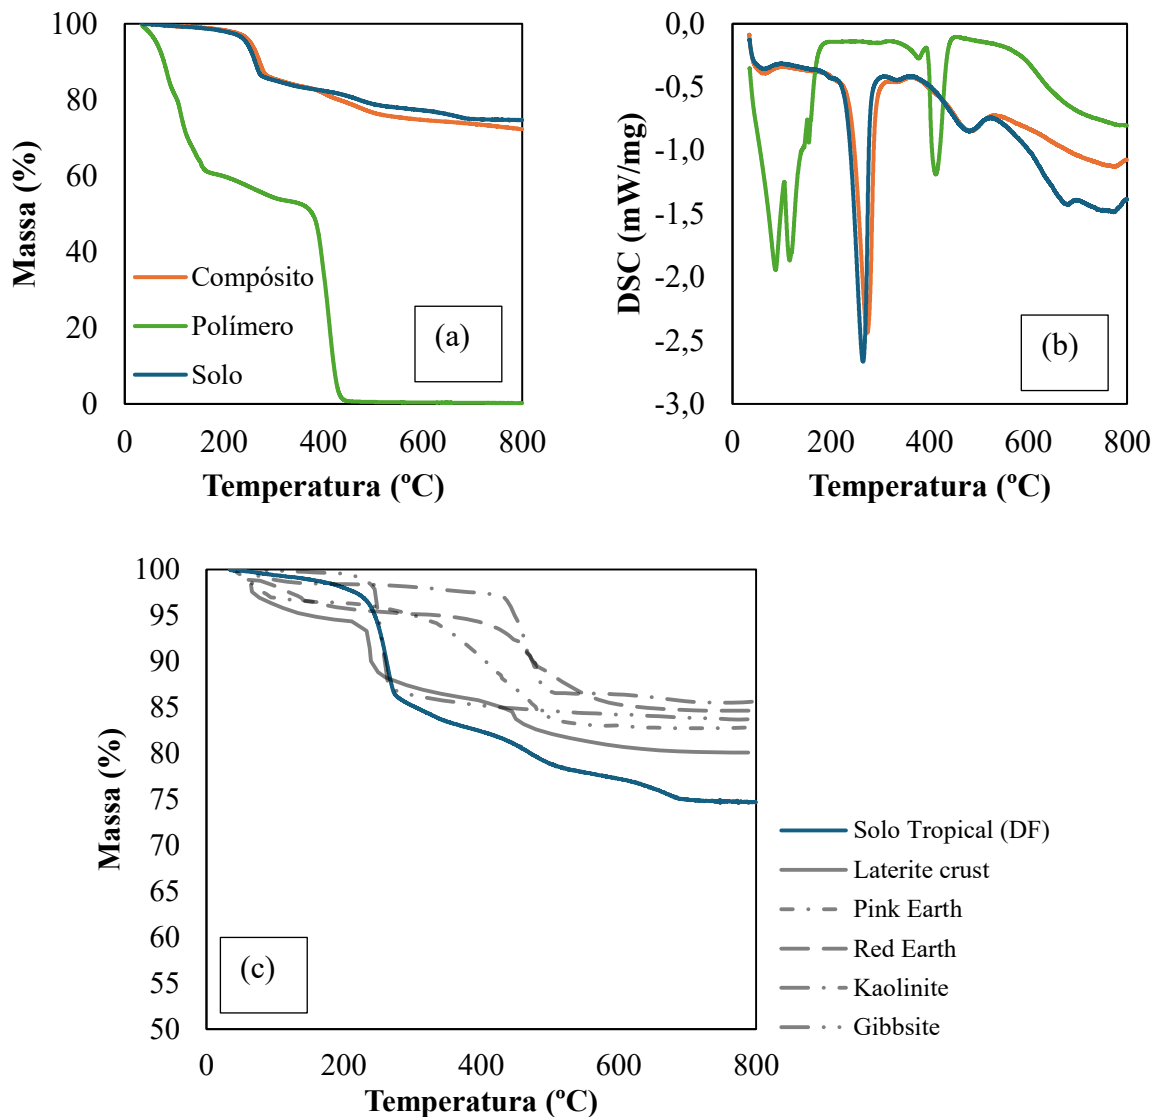 100
80
60
40
20
0
Massa (%)
Compósito
Polímero
Solo
(a)
0 200 400 600 800
Temperatura (ºC)
0,0
-0,5
-1,0
-1,5
-2,0
-2,5
-3,0
DSC (mW/mg)
(b)
0 200 400 600 800
Temperatura (ºC)
100
95
90
85
80
75
70
65
60
55
50
Massa (%)
(c)
0 200 400 600 800
Temperatura (ºC)
Solo Tropical (DF)
Laterite crust
Pink Earth
Red Earth
Kaolinite
Gibbsite